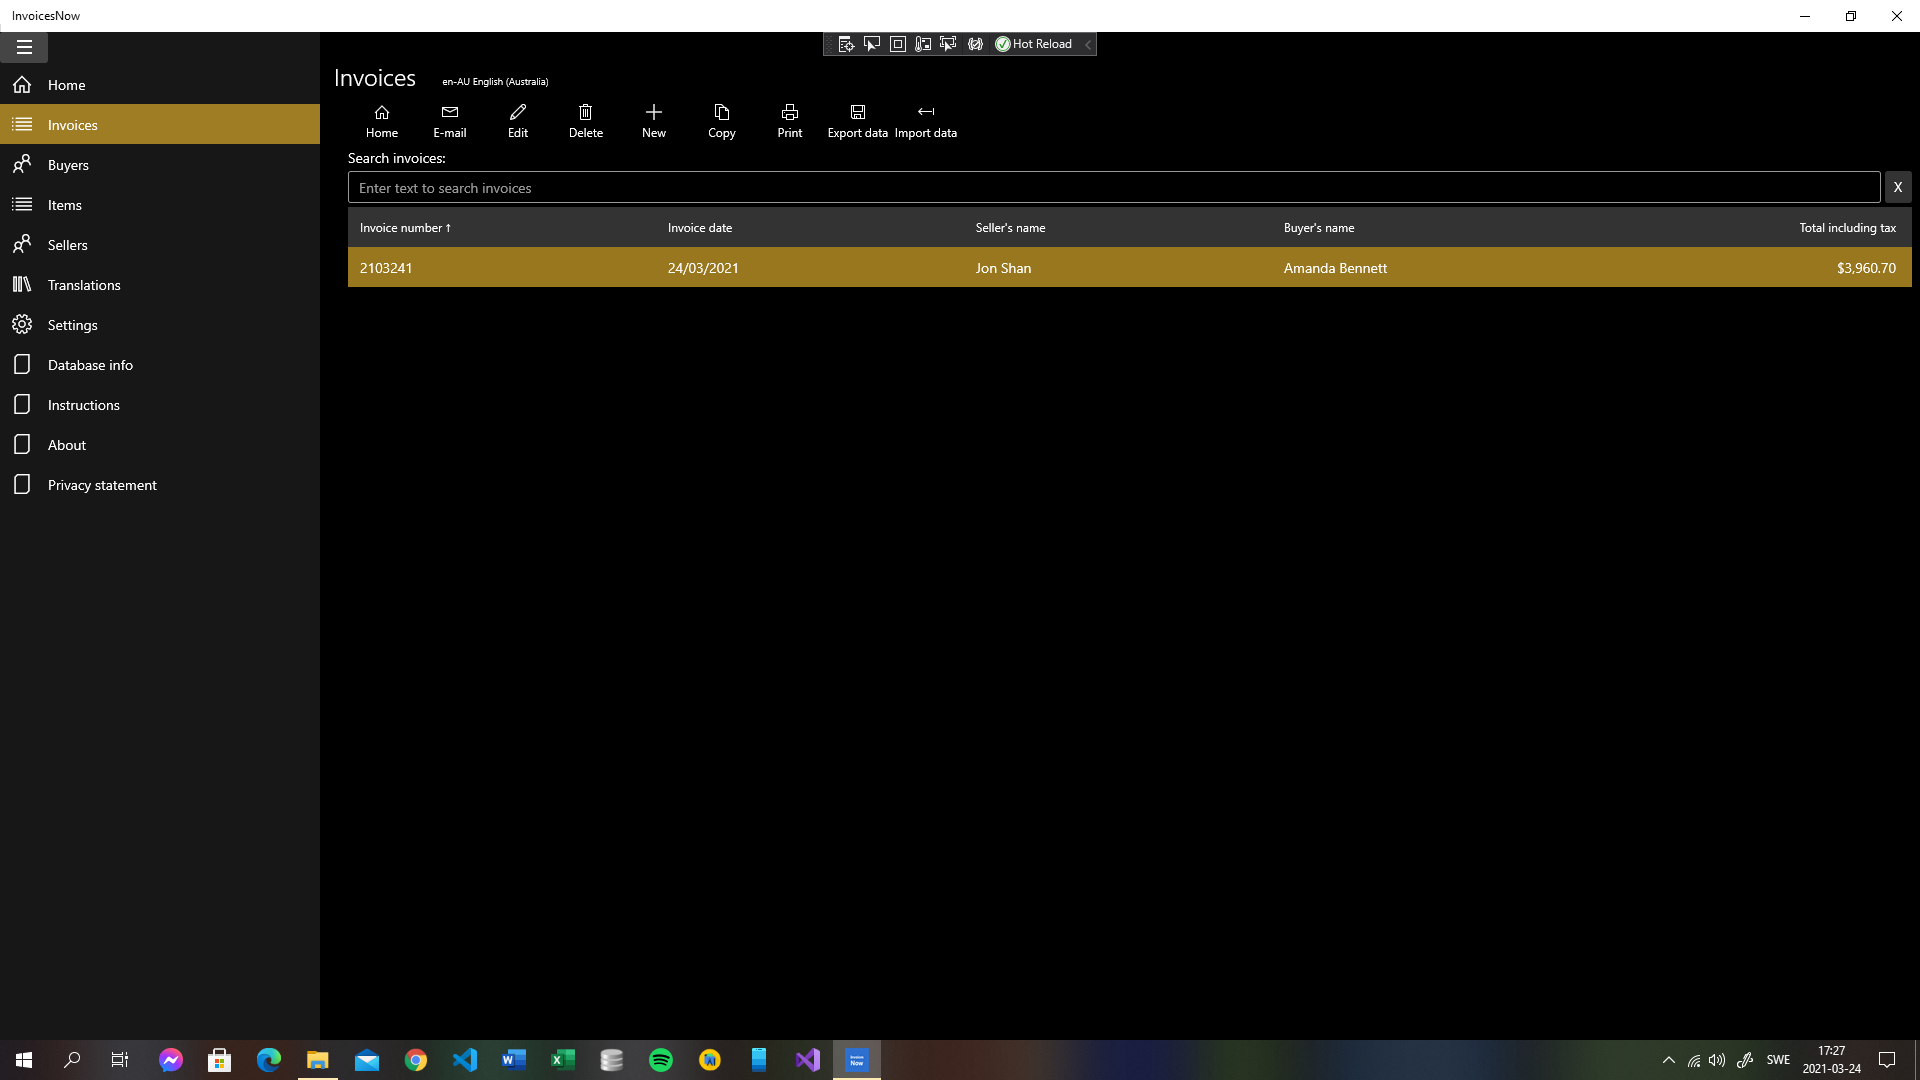 InvoicesNow
Hot Reload
Home
Invoices
Buyers
Items
Sellers
Translations
Settings
Database info
Instructions
About
Privacy statement
Invoices en-AU English (Australia)
Home E-mail Edit Delete New Copy Print Export data Import data
Search invoices:
Enter text to search invoices X
Invoice number ↑ Invoice date Seller's name Buyer's name Total including tax
2103241 24/03/2021 Jon Shan Amanda Bennett $3,960.70
SWE
17:27
2021-03-24